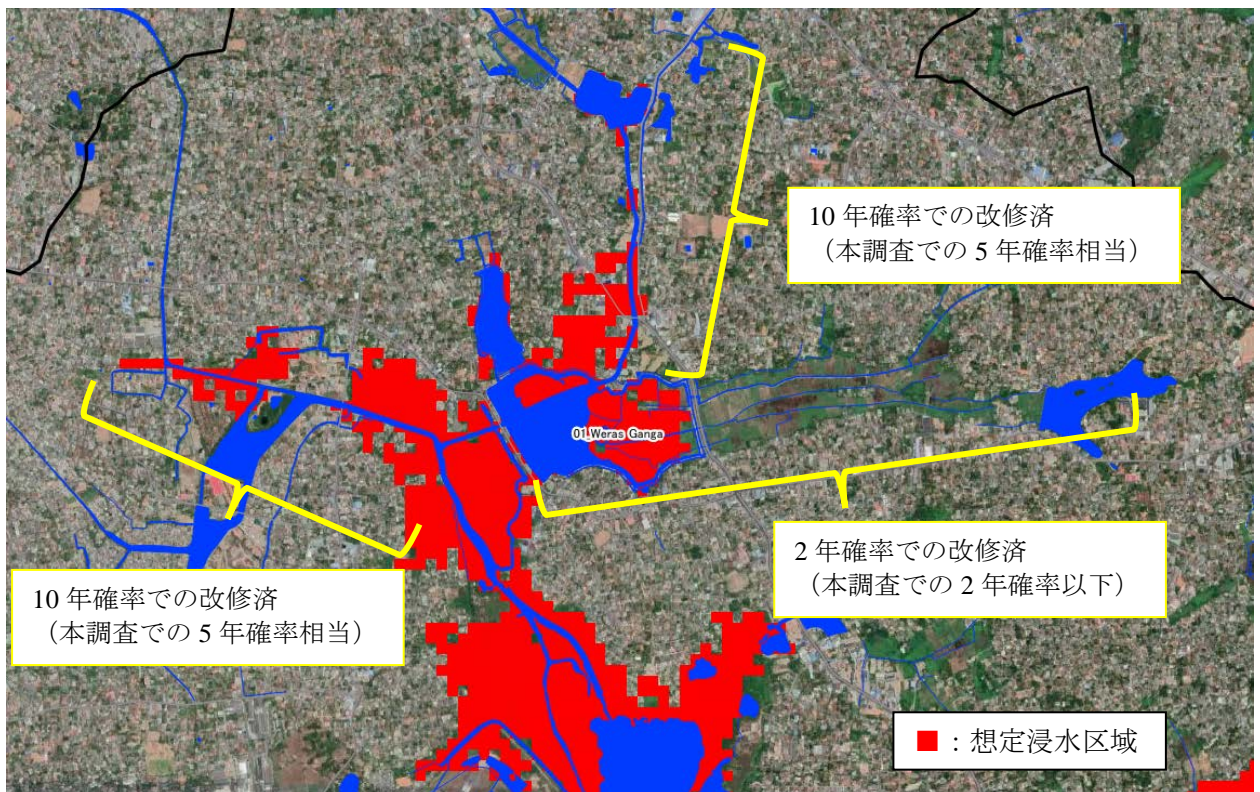 10 年確率での改修済
（本調査での 5 年確率相当）
01_Weras Ganga
2 年確率での改修済
（本調査での 2 年確率以下）
10 年確率での改修済
（本調査での 5 年確率相当）
■：想定浸水区域